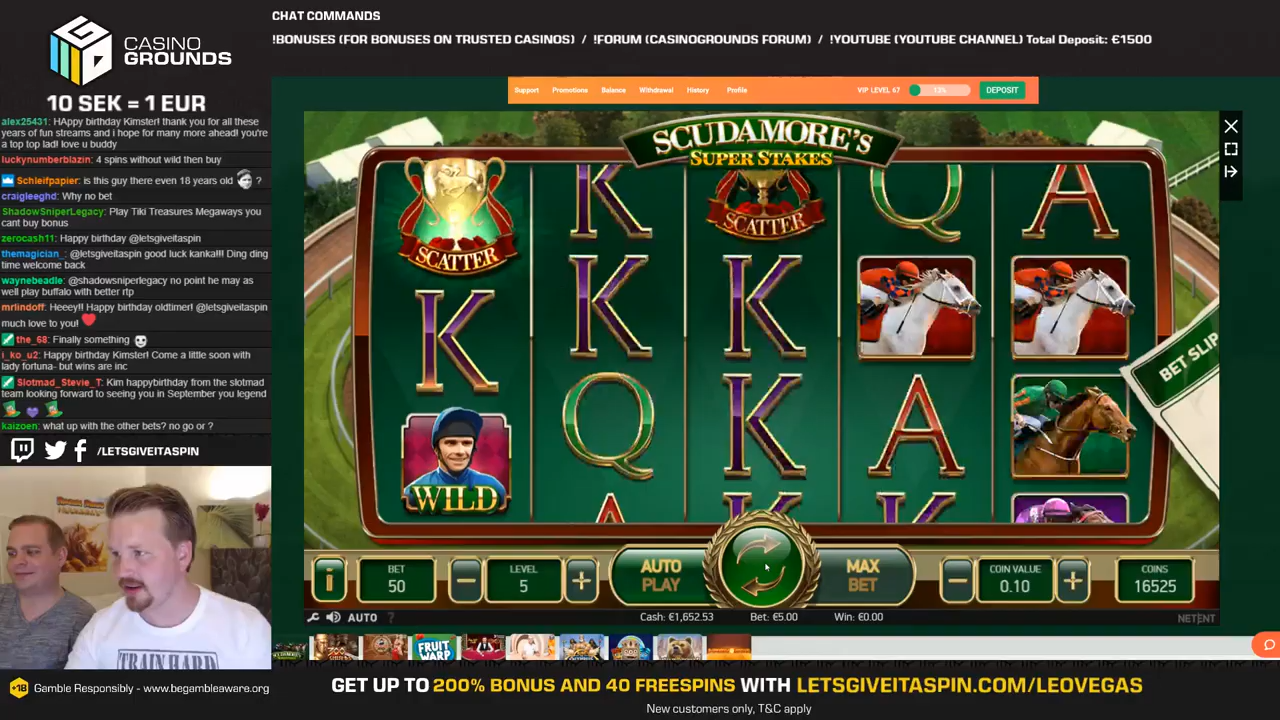 CHAT COMMANDS
!BONUSES (FOR BONUSES ON TRUSTED CASINOS) / !FORUM (CASINOGROUNDS FORUM) / !YOUTUBE (YOUTUBE CHANNEL) Total Deposit: €1500
CASINO
GROUNDS
10 SEK = 1 EUR
Support Promotions Balance Withdrawal History Profile VIP LEVEL 67 13% DEPOSIT
alex25431: HAppy birthday Kimster! thank you for all these
years of fun streams and i hope for many more ahead! you're
a top top lad! love u buddy
luckynumberblazin: 4 spins without wild then buy
Schleifpapier: is this guy there even 18 years old ?
craigleeghd: Why no bet
ShadowSniperLegacy: Play Tiki Treasures Megaways you
cant buy bonus
zerocash11: Happy birthday @letsgiveitaspin
themagician_: @letsgiveitaspin good luck kanka!!! Ding ding
time welcome back
waynebeadle: @shadowsniperlegacy no point he may as
well play buffalo with better rtp
mrlindoff: Heeey!! Happy birthday oldtimer! @letsgiveitaspin
much love to you!
the_68: Finally something
i_ko_u2: Happy birthday Kimster! Come a little soon with
lady fortuna- but wins are inc
Slotmad_Stevie_T: Kim happybirthday from the slotmad
team looking forward to seeing you in September you legend
kaizoen: what up with the other bets? no go or ?
/LETSGIVEITASPIN
SCUDAMORE'S
SUPER STAKES
SCATTER K SCATTER Q A
K K K
WILD Q K A
A K K
BET SLIP
BET
50
LEVEL
5
AUTO
PLAY
MAX
BET
COIN VALUE
0.10
COINS
16525
AUTO ? Cash: €1,652.53 Bet: €5.00 Win: €0.00 NETENT
FRUIT
WARP
TRAIN HARD
18 Gamble Responsibly - www.begambleaware.org
GET UP TO 200% BONUS AND 40 FREESPINS WITH LETSGIVEITASPIN.COM/LEOVEGAS
New customers only, T&C apply